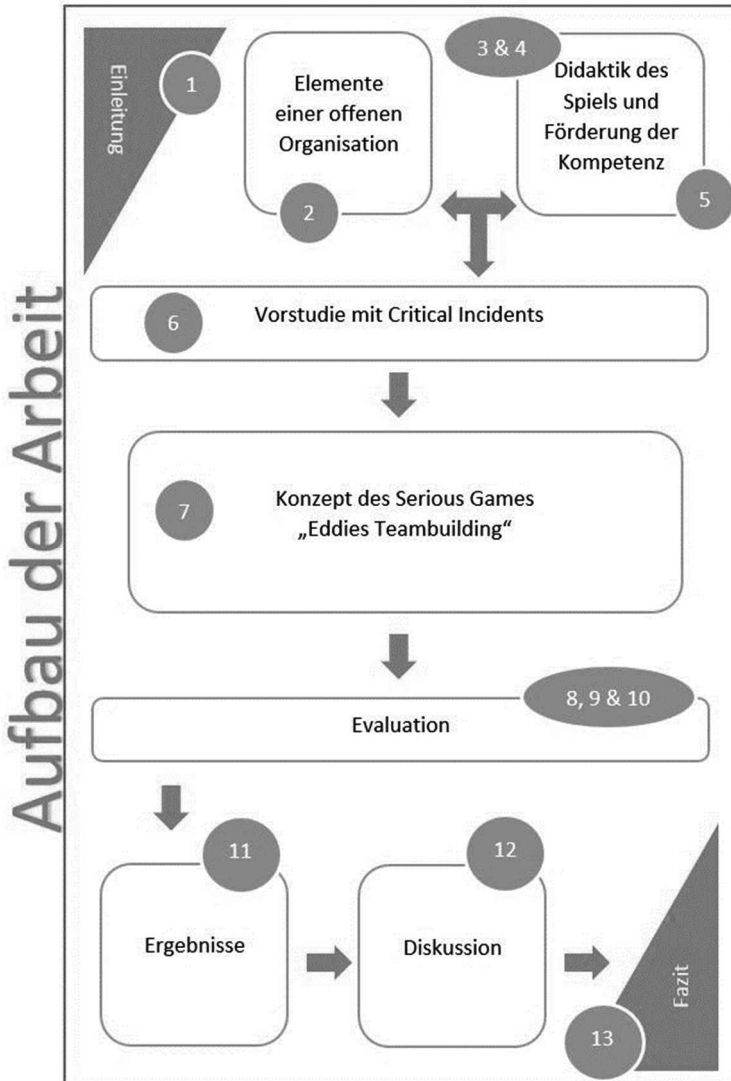 Aufbau der Arbeit
Einleitung
1
Elemente
einer offenen
Organisation
2
3 & 4
Didaktik des
Spiels und
Förderung der
Kompetenz
5
6
Vorstudie mit Critical Incidents
7
Konzept des Serious Games
„Eddies Teambuilding“
8, 9 & 10
Evaluation
11
Ergebnisse
12
Diskussion
Fazit
13